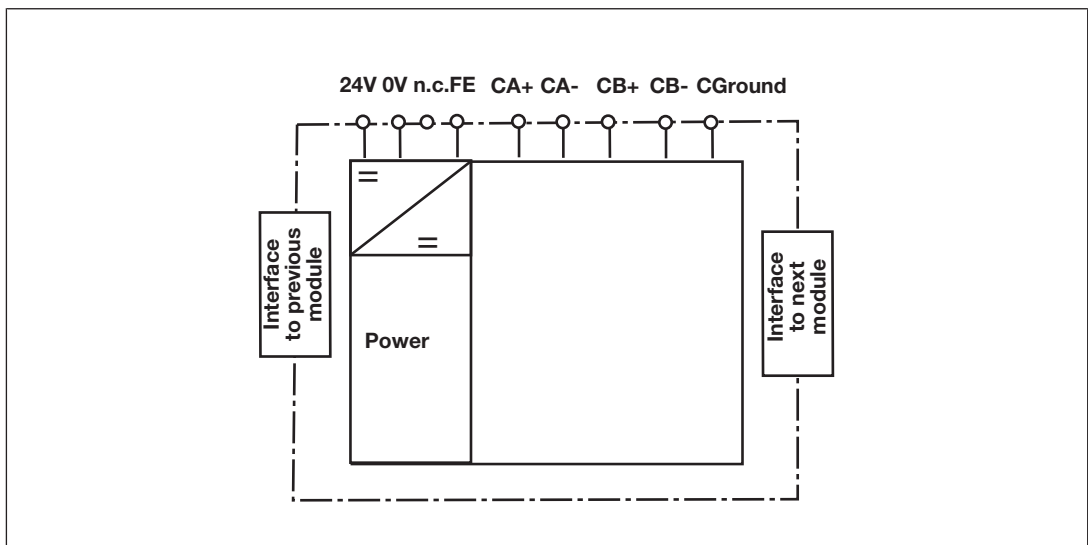 24V 0V n.c.FE CA+ CA- CB+ CB- CGround
Interface
to previous
module
Power
Interface
to next
module